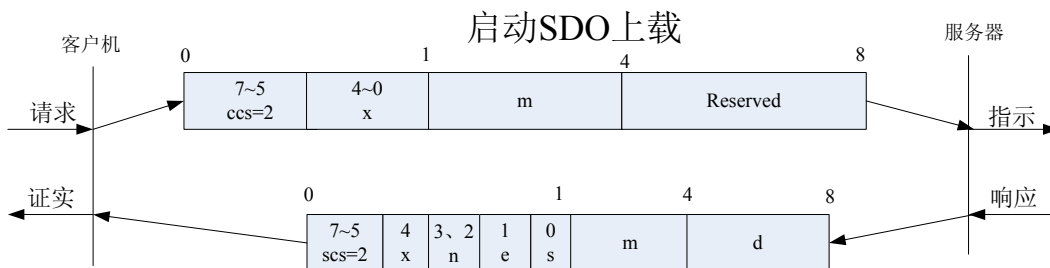 启动SDO上载
客户机
服务器
0 1 4 8
请求
7~5
ccs=2
4~0
x
m
Reserved
指示
证实
0 1 4 8
响应
7~5
scs=2
4
x
3、2
n
1
e
0
s
m
d